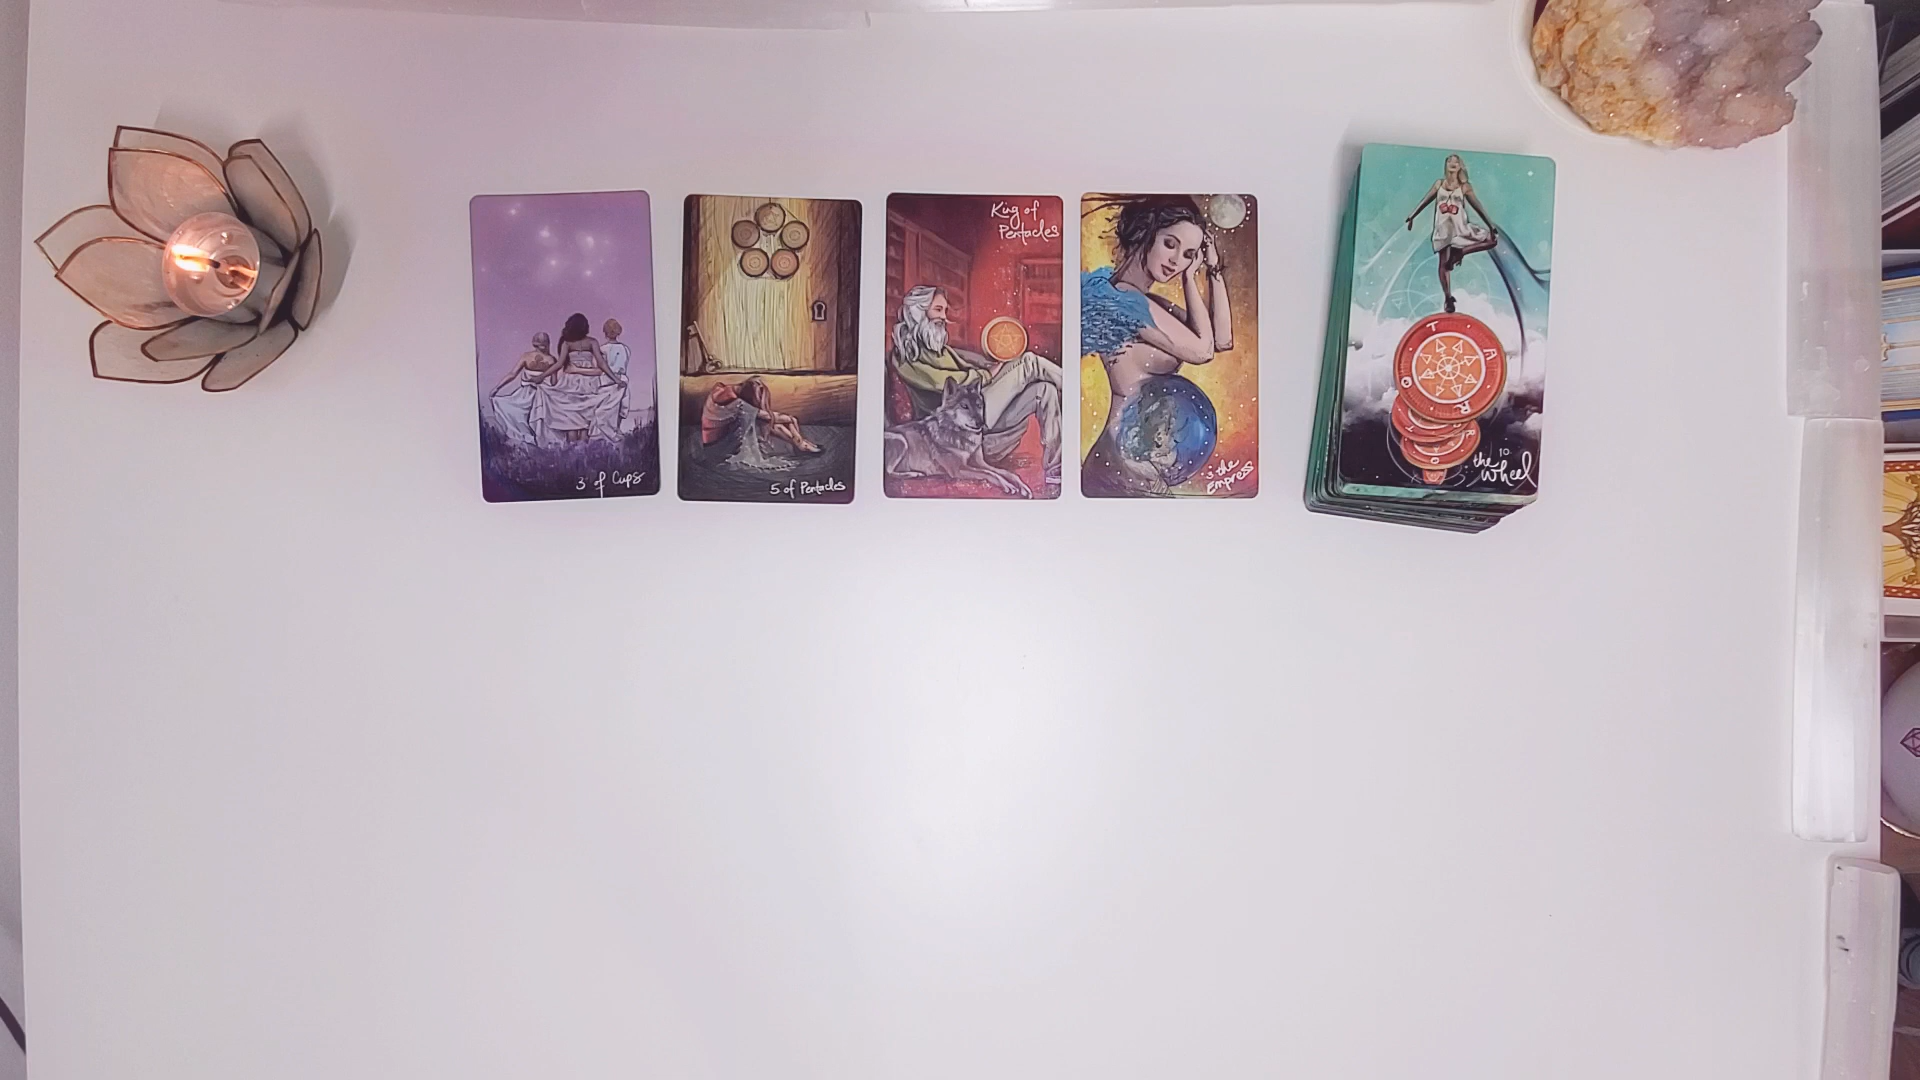 3 of Cups
5 of Pentacles
King of
Pentacles
3 the
Empress
T A R O
T A R O
10
the
Wheel